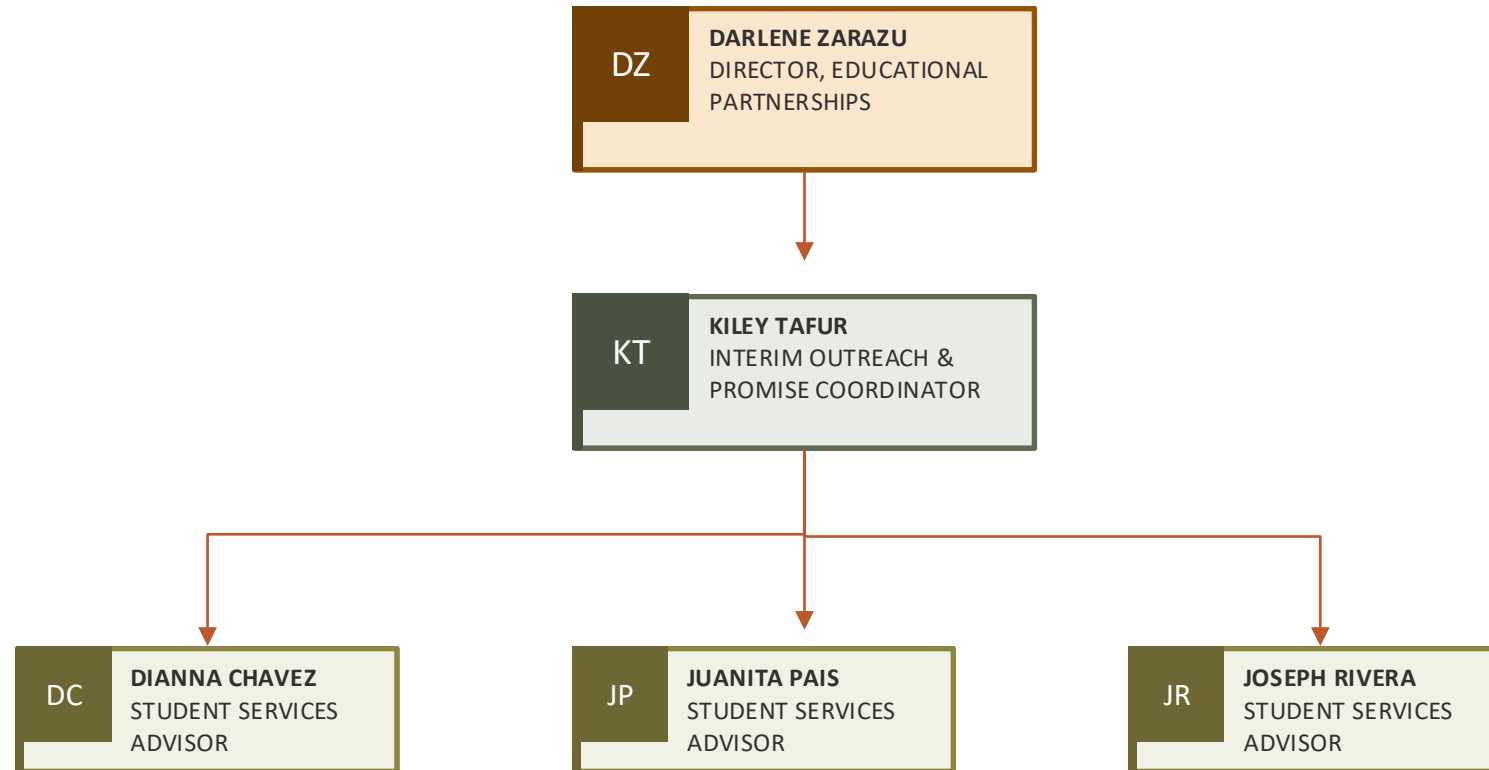 DZ
DARLENE ZARAZU
DIRECTOR, EDUCATIONAL
PARTNERSHIPS
KT
KILEY TAFUR
INTERIM OUTREACH &
PROMISE COORDINATOR
DC
DIANNA CHAVEZ
STUDENT SERVICES
ADVISOR
JP
JUANITA PAIS
STUDENT SERVICES
ADVISOR
JR
JOSEPH RIVERA
STUDENT SERVICES
ADVISOR